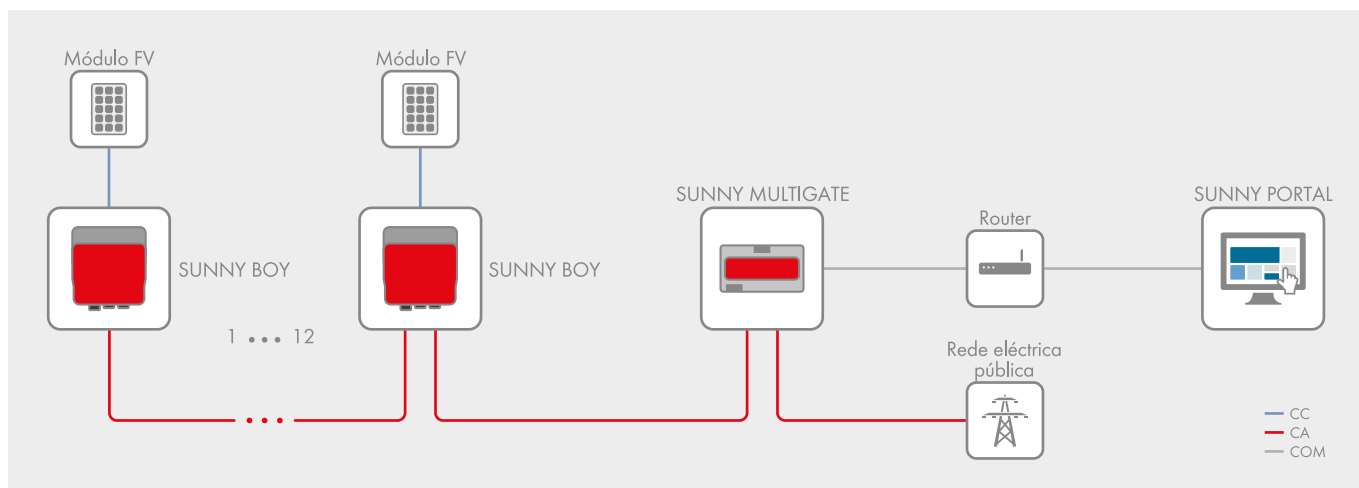 Módulo FV
Módulo FV
SUNNY BOY
SUNNY BOY
1 ... 12
SUNNY MULTIGATE
Router
SUNNY PORTAL
Rede eléctrica
pública
CC
CA
COM